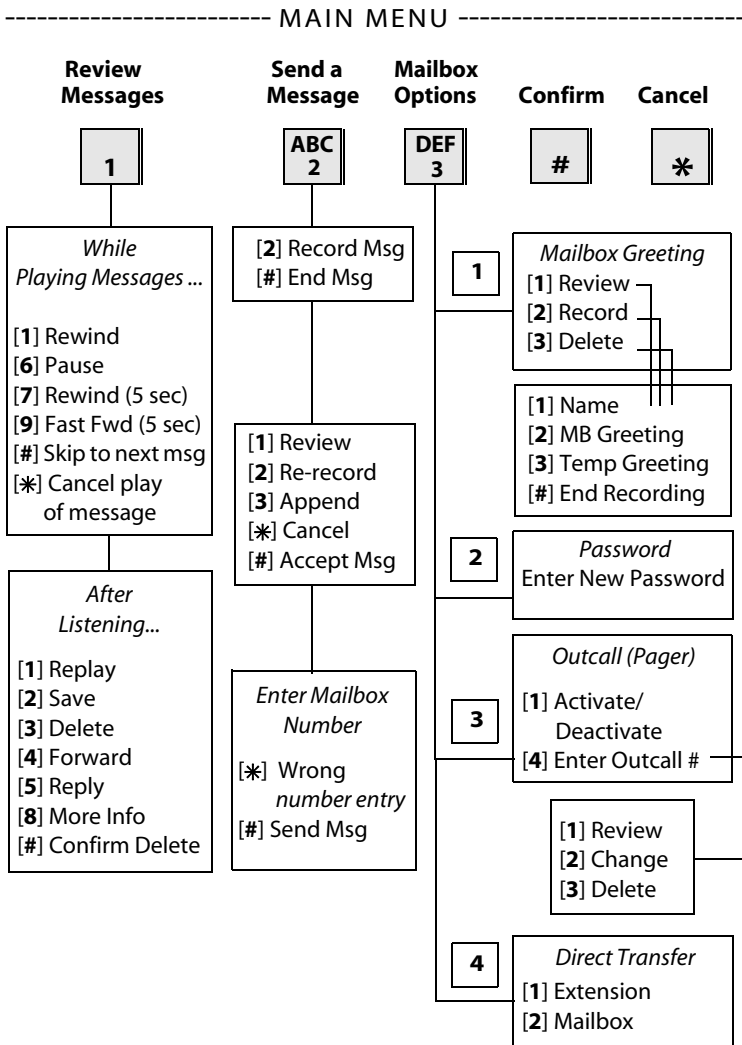 MAIN MENU
Review
Messages
Send a
Message
Mailbox
Options
Confirm
Cancel
1
ABC
2
DEF
3
#
*
While
Playing Messages ...
[1] Rewind
[6] Pause
[7] Rewind (5 sec)
[9] Fast Fwd (5 sec)
[#] Skip to next msg
[*] Cancel play
of message
After
Listening...
[1] Replay
[2] Save
[3] Delete
[4] Forward
[5] Reply
[8] More Info
[#] Confirm Delete
[2] Record Msg
[#] End Msg
[1] Review
[2] Re-record
[3] Append
[*] Cancel
[#] Accept Msg
Enter Mailbox
Number
[*] Wrong
number entry
[#] Send Msg
1
Mailbox Greeting
[1] Review
[2] Record
[3] Delete
[1] Name
[2] MB Greeting
[3] Temp Greeting
[#] End Recording
2
Password
Enter New Password
3
Outcall (Pager)
[1] Activate/
Deactivate
[4] Enter Outcall #
[1] Review
[2] Change
[3] Delete
4
Direct Transfer
[1] Extension
[2] Mailbox